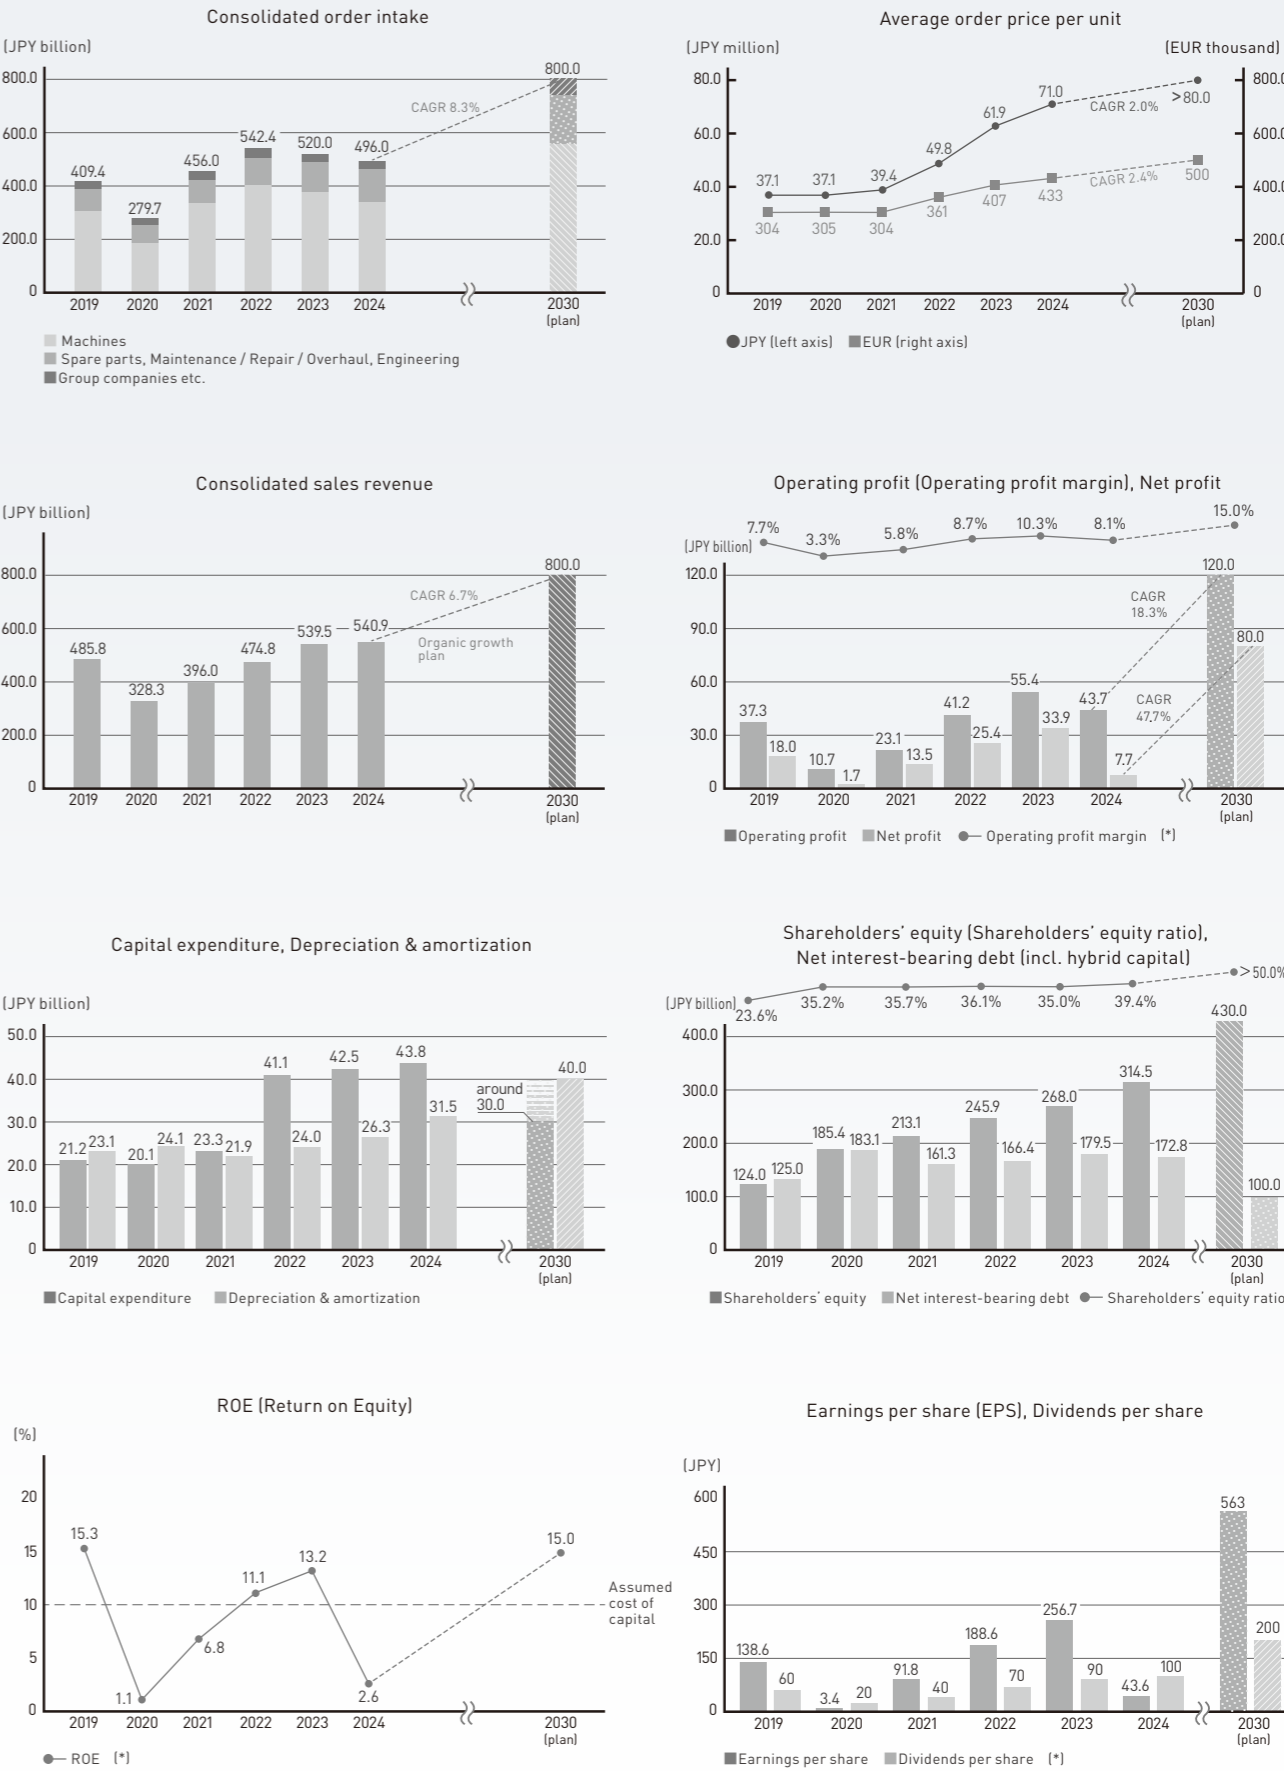 Consolidated order intake
(JPY billion)
800.0
600.0
400.0
200.0
0
409.4
279.7
456.0
542.4
520.0
496.0
CAGR 8.3%
800.0
2019 2020 2021 2022 2023 2024 2030
(plan)
Machines
Spare parts, Maintenance / Repair / Overhaul, Engineering
Group companies etc.
Average order price per unit
(JPY million) (EUR thousand)
80.0
60.0
40.0
20.0
0
37.1 37.1 39.4 49.8 61.9 71.0
CAGR 2.0%
>80.0
304 305 304 361 407 433
CAGR 2.4%
500
800.0
600.0
400.0
200.0
0
2019 2020 2021 2022 2023 2024 2030
(plan)
JPY (left axis) EUR (right axis)
Consolidated sales revenue
(JPY billion)
800.0
600.0
400.0
200.0
0
485.8
328.3
396.0
474.8
539.5
540.9
CAGR 6.7%
Organic growth
plan
800.0
2019 2020 2021 2022 2023 2024 2030
(plan)
Operating profit (Operating profit margin), Net profit
7.7% 3.3% 5.8% 8.7% 10.3% 8.1% 15.0%
(JPY billion)
120.0
90.0
60.0
30.0
0
37.3 18.0
10.7 1.7
23.1 13.5
41.2 25.4
55.4 33.9
43.7 7.7
CAGR
18.3%
CAGR
47.7%
120.0
80.0
2019 2020 2021 2022 2023 2024 2030
(plan)
Operating profit Net profit Operating profit margin (*)
Capital expenditure, Depreciation & amortization
(JPY billion)
50.0
40.0
30.0
20.0
10.0
0
21.2 23.1
20.1 24.1
23.3 21.9
41.1 24.0
42.5 26.3
43.8 31.5
around
30.0
40.0
2019 2020 2021 2022 2023 2024 2030
(plan)
Capital expenditure Depreciation & amortization
Shareholders' equity (Shareholders' equity ratio),
Net interest-bearing debt (incl. hybrid capital)
(JPY billion)
23.6% 35.2% 35.7% 36.1% 35.0% 39.4% >50.0%
400.0
300.0
200.0
100.0
0
124.0 125.0
185.4 183.1
213.1 161.3
245.9 166.4
268.0 179.5
314.5 172.8
430.0
100.0
2019 2020 2021 2022 2023 2024 2030
(plan)
Shareholders' equity Net interest-bearing debt Shareholders' equity ratio
ROE (Return on Equity)
(%)
20
15
10
5
0
15.3
1.1
6.8
11.1
13.2
2.6
15.0
Assumed
cost of
capital
2019 2020 2021 2022 2023 2024 2030
(plan)
ROE (*)
Earnings per share (EPS), Dividends per share
(JPY)
600
450
300
150
0
138.6 60
3.4 20
91.8 40
188.6 70
256.7 90
43.6 100
563
200
2019 2020 2021 2022 2023 2024 2030
(plan)
Earnings per share Dividends per share (*)